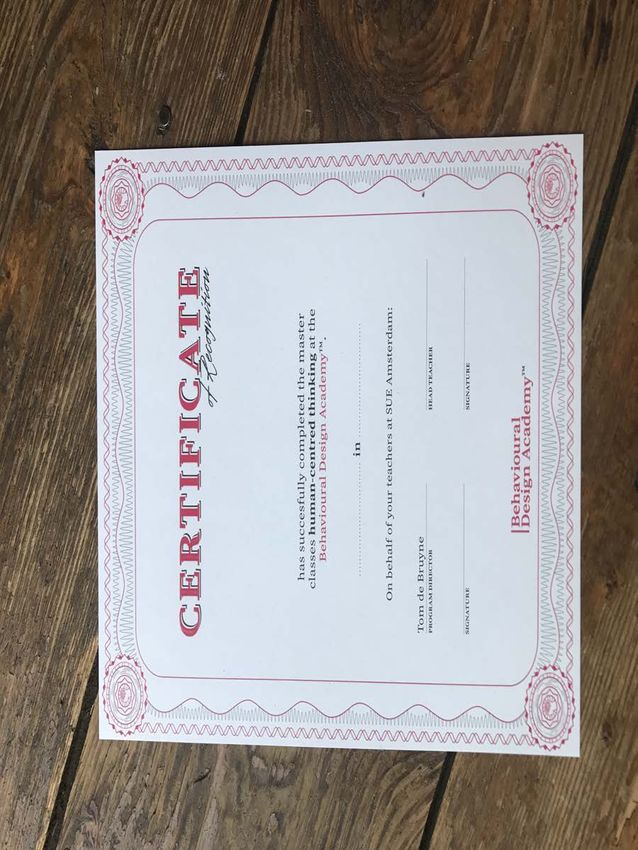 CERTIFICATE
of Recognition
has succesfully completed the master
classes human-centred thinking at the
Behavioural Design Academy™.
in
On behalf of your teachers at SUE Amsterdam:
Tom de Bruyne
PROGRAM DIRECTOR
HEAD TEACHER
SIGNATURE
SIGNATURE
Behavioural
Design Academy™